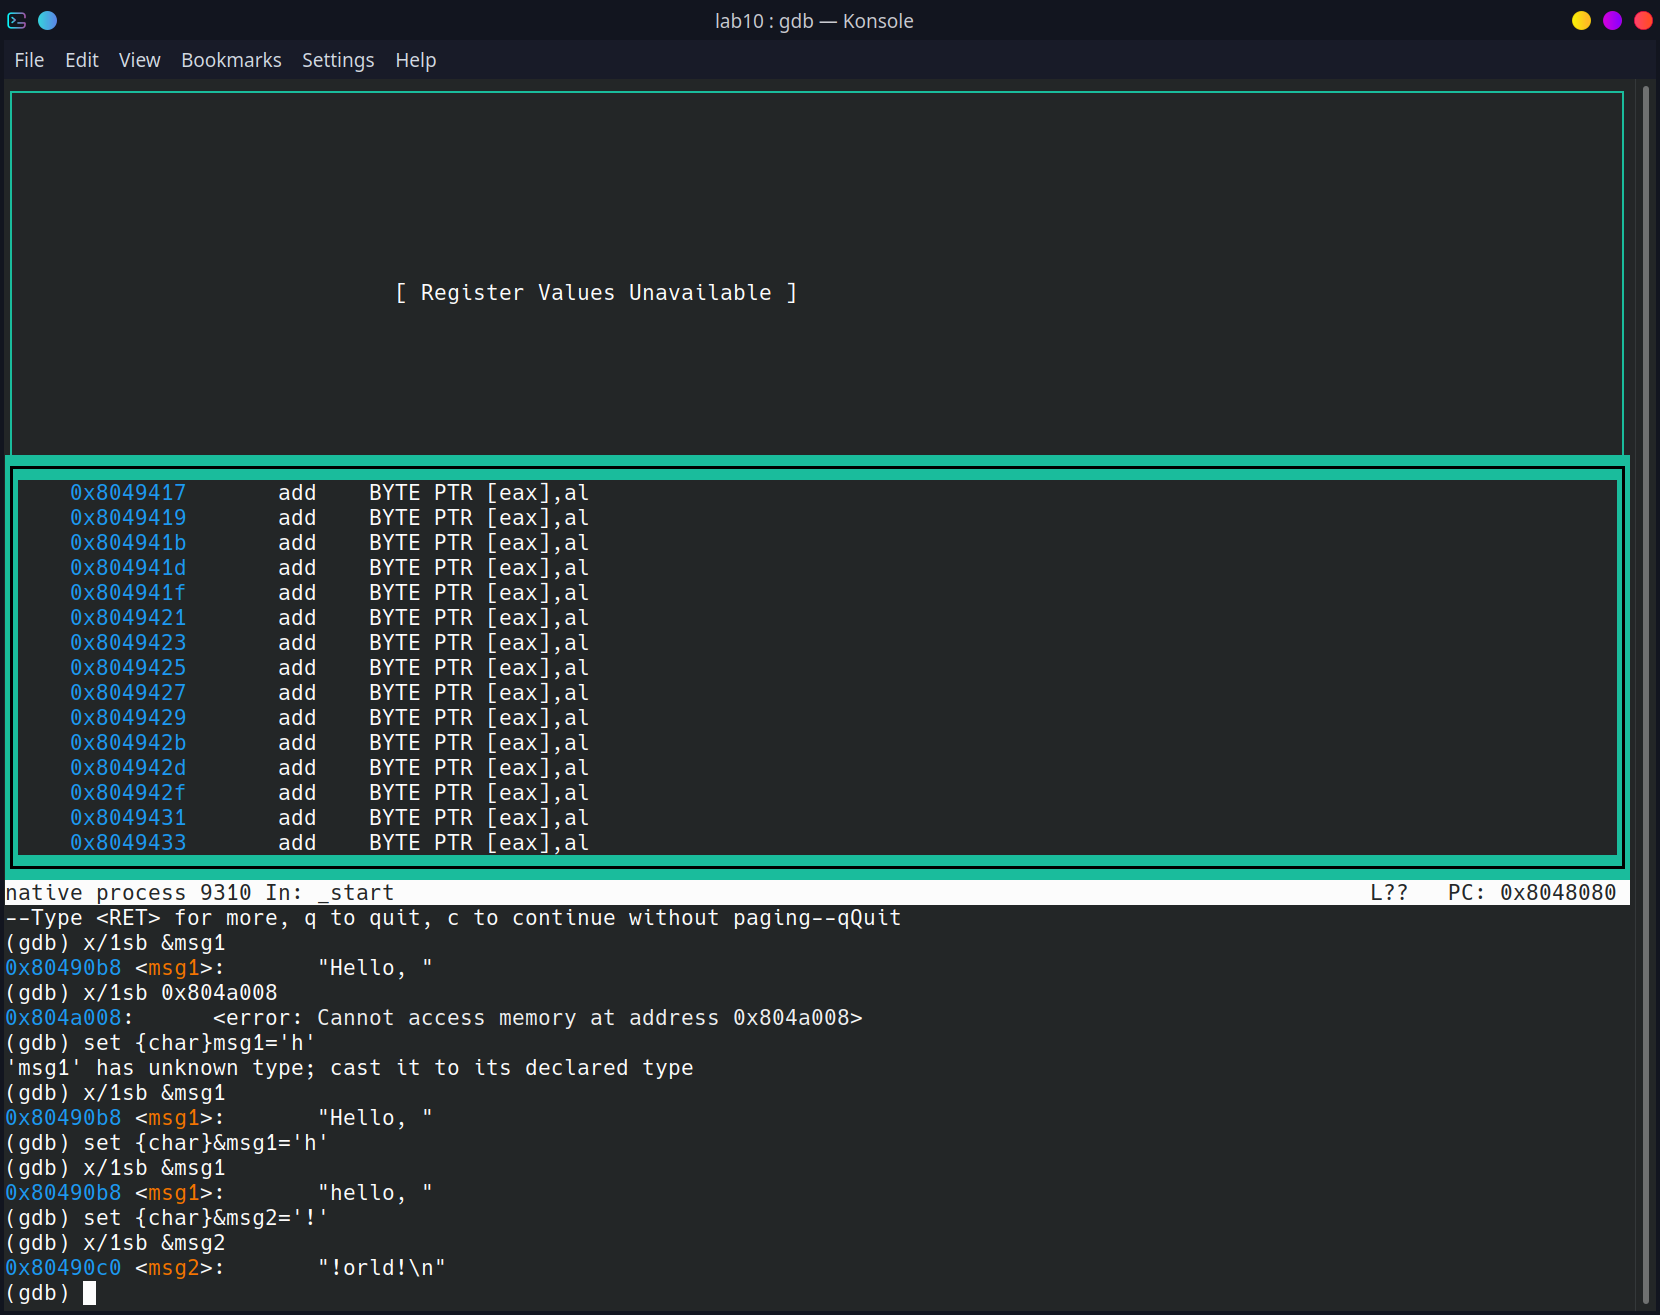 lab10 : gdb — Konsole
File Edit View Bookmarks Settings Help
[ Register Values Unavailable ]
0x8049417 add BYTE PTR [eax],al
0x8049419 add BYTE PTR [eax],al
0x804941b add BYTE PTR [eax],al
0x804941d add BYTE PTR [eax],al
0x804941f add BYTE PTR [eax],al
0x8049421 add BYTE PTR [eax],al
0x8049423 add BYTE PTR [eax],al
0x8049425 add BYTE PTR [eax],al
0x8049427 add BYTE PTR [eax],al
0x8049429 add BYTE PTR [eax],al
0x804942b add BYTE PTR [eax],al
0x804942d add BYTE PTR [eax],al
0x804942f add BYTE PTR [eax],al
0x8049431 add BYTE PTR [eax],al
0x8049433 add BYTE PTR [eax],al
native process 9310 In: _start L?? PC: 0x8048080
--Type <RET> for more, q to quit, c to continue without paging--qQuit
(gdb) x/1sb &msg1
0x80490b8 <msg1>: "Hello, "
(gdb) x/1sb 0x804a008
0x804a008: <error: Cannot access memory at address 0x804a008>
(gdb) set {char}msg1='h'
'msg1' has unknown type; cast it to its declared type
(gdb) x/1sb &msg1
0x80490b8 <msg1>: "Hello, "
(gdb) set {char}&msg1='h'
(gdb) x/1sb &msg1
0x80490b8 <msg1>: "hello, "
(gdb) set {char}&msg2='!'
(gdb) x/1sb &msg2
0x80490c0 <msg2>: "!orld!\n"
(gdb)